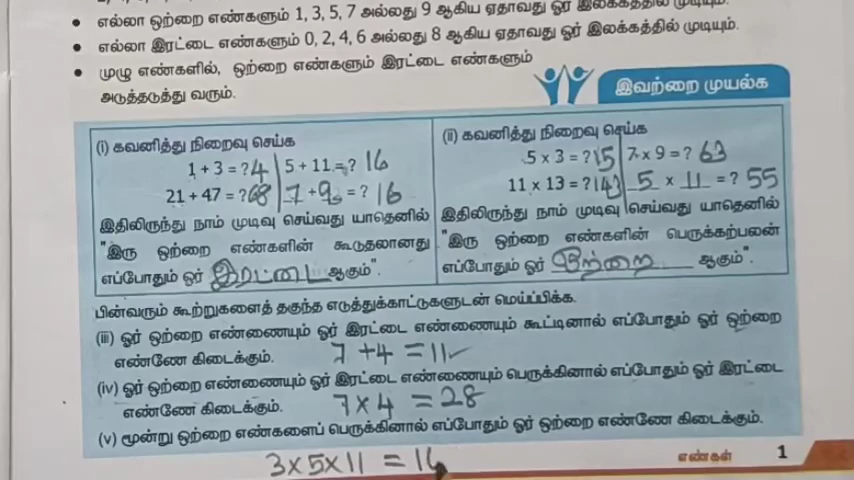 • எல்லா ஒற்றை எண்களும் 1, 3, 5, 7 அல்லது 9 ஆகிய ஏதாவது ஓர் இலக்கத்தில் முடியும்.
• எல்லா இரட்டை எண்களும் 0, 2, 4, 6 அல்லது 8 ஆகிய ஏதாவது ஓர் இலக்கத்தில் முடியும்.
• முழு எண்களில், ஒற்றை எண்களும் இரட்டை எண்களும்
அடுத்தடுத்து வரும்.
இவற்றை முயல்க
(i) கவனித்து நிறைவு செய்க
1 + 3 = ? 4 | 5 + 11 = ? 16
21 + 47 = ? 68 | 7 + 9 = ? 16
இதிலிருந்து நாம் முடிவு செய்வது யாதெனில்
"இரு ஒற்றை எண்களின் கூடுதலானது
எப்போதும் ஓர் இரட்டை ஆகும்".
(ii) கவனித்து நிறைவு செய்க
5 x 3 = ? 15 | 7 x 9 = ? 63
11 x 13 = ? 143 | 5 x 11 = ? 55
இதிலிருந்து நாம் முடிவு செய்வது யாதெனில்
"இரு ஒற்றை எண்களின் பெருக்கற்பலன்
எப்போதும் ஓர் ஒற்றை ஆகும்".
பின்வரும் கூற்றுகளைத் தகுந்த எடுத்துக்காட்டுகளுடன் மெய்ப்பிக்க.
(iii) ஓர் ஒற்றை எண்ணையும் ஓர் இரட்டை எண்ணையும் கூட்டினால் எப்போதும் ஓர் ஒற்றை
எண்ணே கிடைக்கும். 7 + 4 = 11
(iv) ஓர் ஒற்றை எண்ணையும் ஓர் இரட்டை எண்ணையும் பெருக்கினால் எப்போதும் ஓர் இரட்டை
எண்ணே கிடைக்கும். 7 x 4 = 28
(v) மூன்று ஒற்றை எண்களைப் பெருக்கினால் எப்போதும் ஓர் ஒற்றை எண்ணே கிடைக்கும்.
3 x 5 x 11 = 16
எண்கள் 1